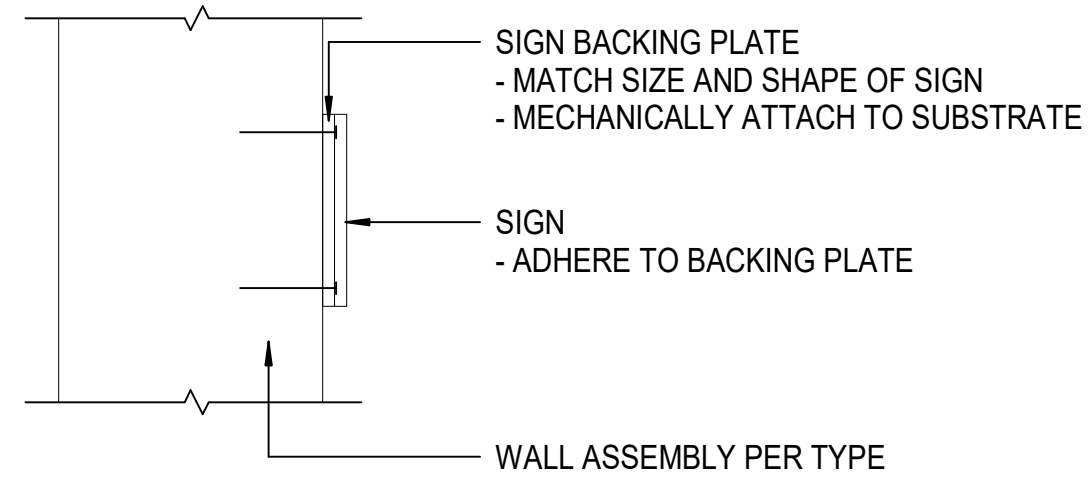 SIGN BACKING PLATE
- MATCH SIZE AND SHAPE OF SIGN
- MECHANICALLY ATTACH TO SUBSTRATE
SIGN
- ADHERE TO BACKING PLATE
WALL ASSEMBLY PER TYPE